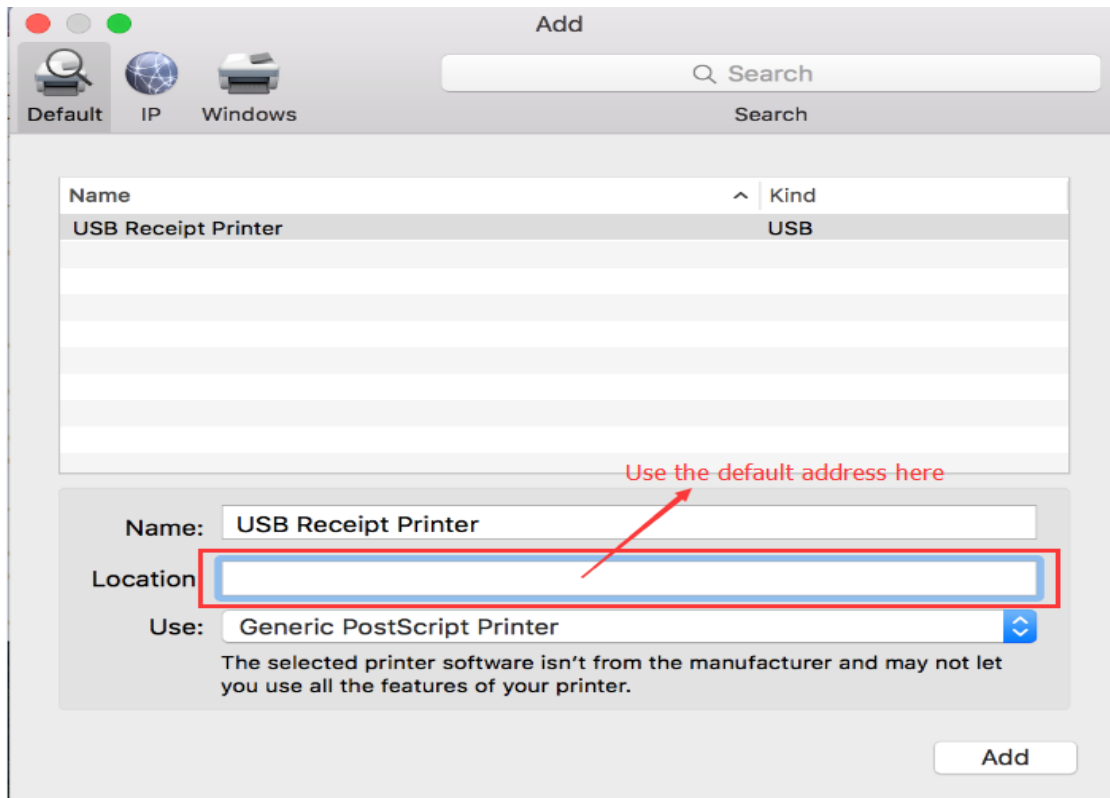 Add
Search
Default IP Windows Search
Name Kind
USB Receipt Printer USB
Use the default address here
Name: USB Receipt Printer
Location
Use: Generic PostScript Printer
The selected printer software isn't from the manufacturer and may not let
you use all the features of your printer.
Add